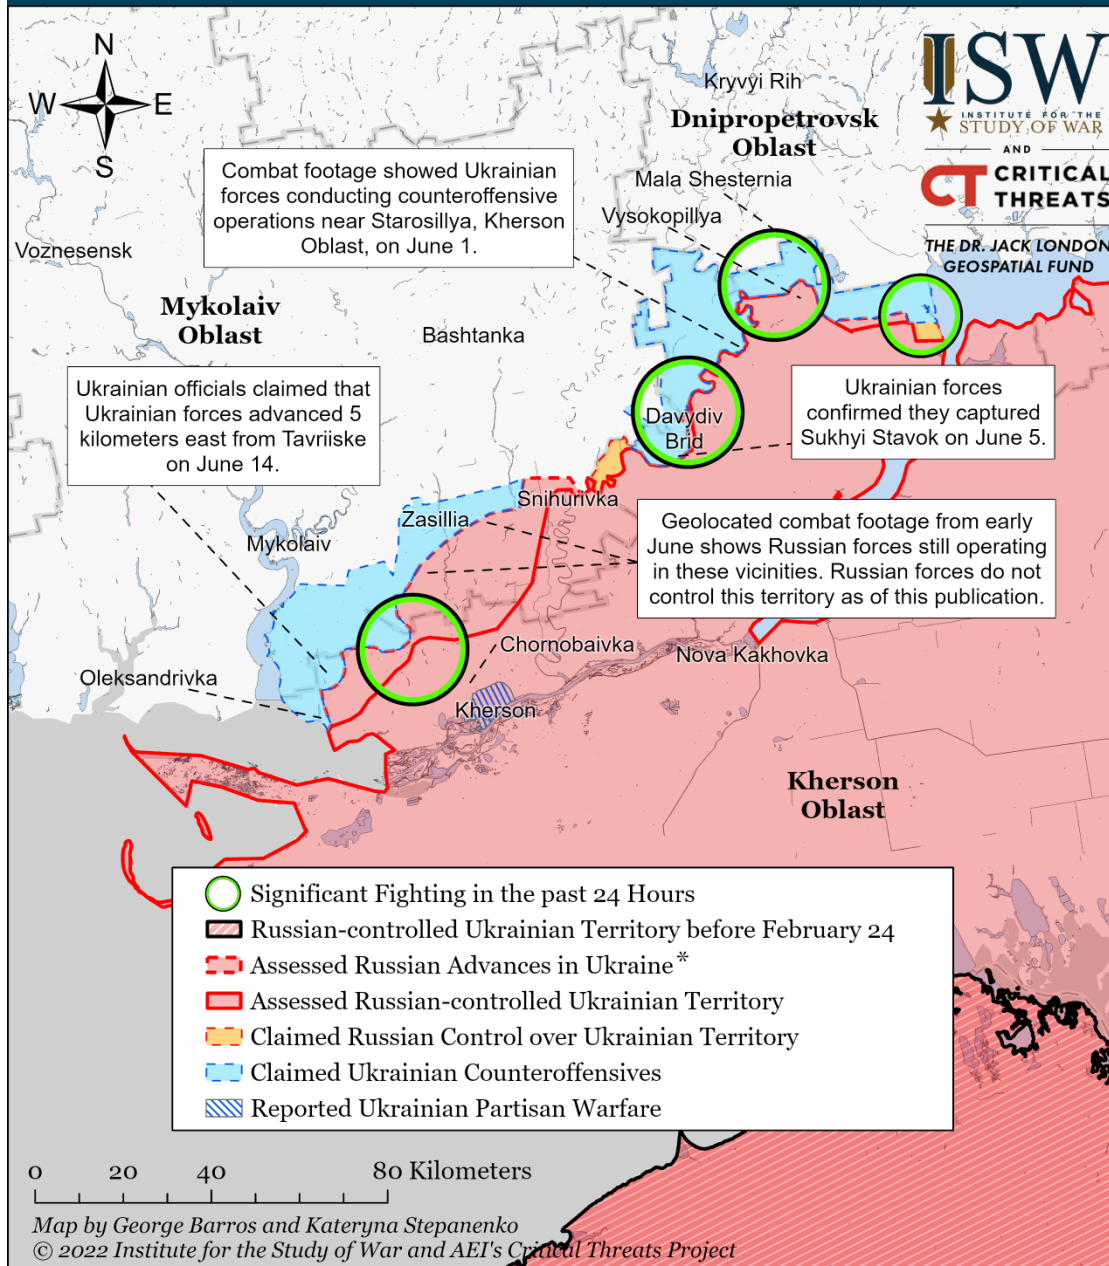 N
W
E
S
ISW
INSTITUTE FOR THE
STUDY OF WAR
AND
CT CRITICAL
THREATS
THE DR. JACK LONDON
GEOSPATIAL FUND
Kryvyi Rih
Dnipropetrovsk
Oblast
Mala Shesternia
Vysokopillya
Combat footage showed Ukrainian
forces conducting counteroffensive
operations near Starosillya, Kherson
Oblast, on June 1.
Voznesensk
Mykolaiv
Oblast
Bashtanka
Ukrainian officials claimed that
Ukrainian forces advanced 5
kilometers east from Tavriiske
on June 14.
Ukrainian forces
confirmed they captured
Sukhyi Stavok on June 5.
Davydiv
Brid
Snihurivka
Zasillia
Mykolaiv
Geolocated combat footage from early
June shows Russian forces still operating
in these vicinities. Russian forces do not
control this territory as of this publication.
Chornobaivka
Nova Kakhovka
Oleksandrivka
Kherson
Kherson
Oblast
Significant Fighting in the past 24 Hours
Russian-controlled Ukrainian Territory before February 24
Assessed Russian Advances in Ukraine*
Assessed Russian-controlled Ukrainian Territory
Claimed Russian Control over Ukrainian Territory
Claimed Ukrainian Counteroffensives
Reported Ukrainian Partisan Warfare
0 20 40 80 Kilometers
Map by George Barros and Kateryna Stepanenko
© 2022 Institute for the Study of War and AEI's Critical Threats Project